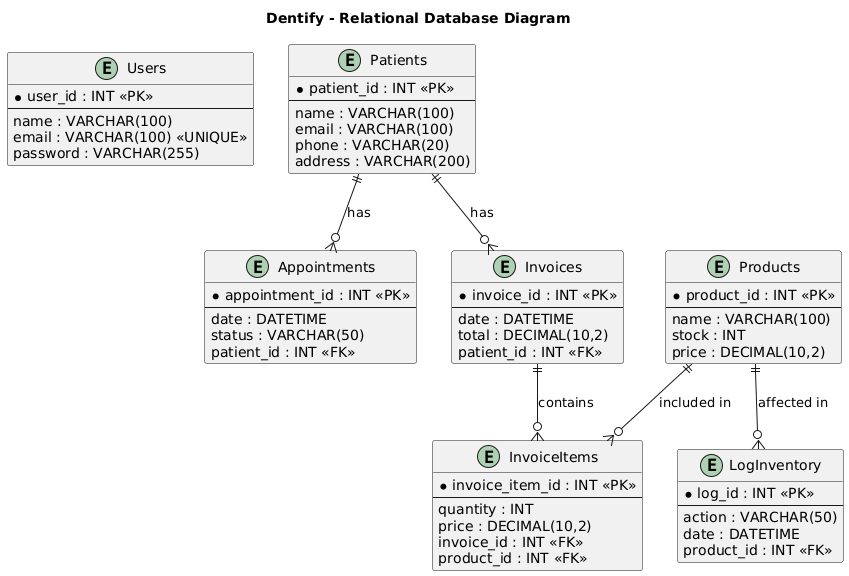 Dentify - Relational Database Diagram
E Users
* user_id : INT «PK»
name : VARCHAR(100)
email : VARCHAR(100) «UNIQUE»
password : VARCHAR(255)
E Patients
* patient_id : INT «PK»
name : VARCHAR(100)
email : VARCHAR(100)
phone : VARCHAR(20)
address : VARCHAR(200)
has
has
E Appointments
* appointment_id : INT «PK»
date : DATETIME
status : VARCHAR(50)
patient_id : INT «FK»
E Invoices
* invoice_id : INT «PK»
date : DATETIME
total : DECIMAL(10,2)
patient_id : INT «FK»
E Products
* product_id : INT «PK»
name : VARCHAR(100)
stock : INT
price : DECIMAL(10,2)
contains
included in
affected in
E InvoiceItems
* invoice_item_id : INT «PK»
quantity : INT
price : DECIMAL(10,2)
invoice_id : INT «FK»
product_id : INT «FK»
E LogInventory
* log_id : INT «PK»
action : VARCHAR(50)
date : DATETIME
product_id : INT «FK»